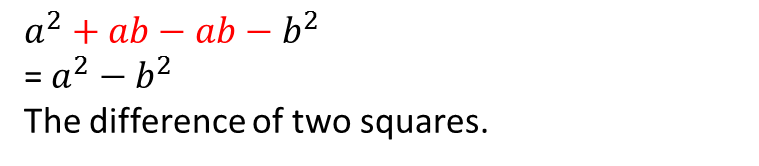 a² + ab − ab − b²
= a² − b²
The difference of two squares.